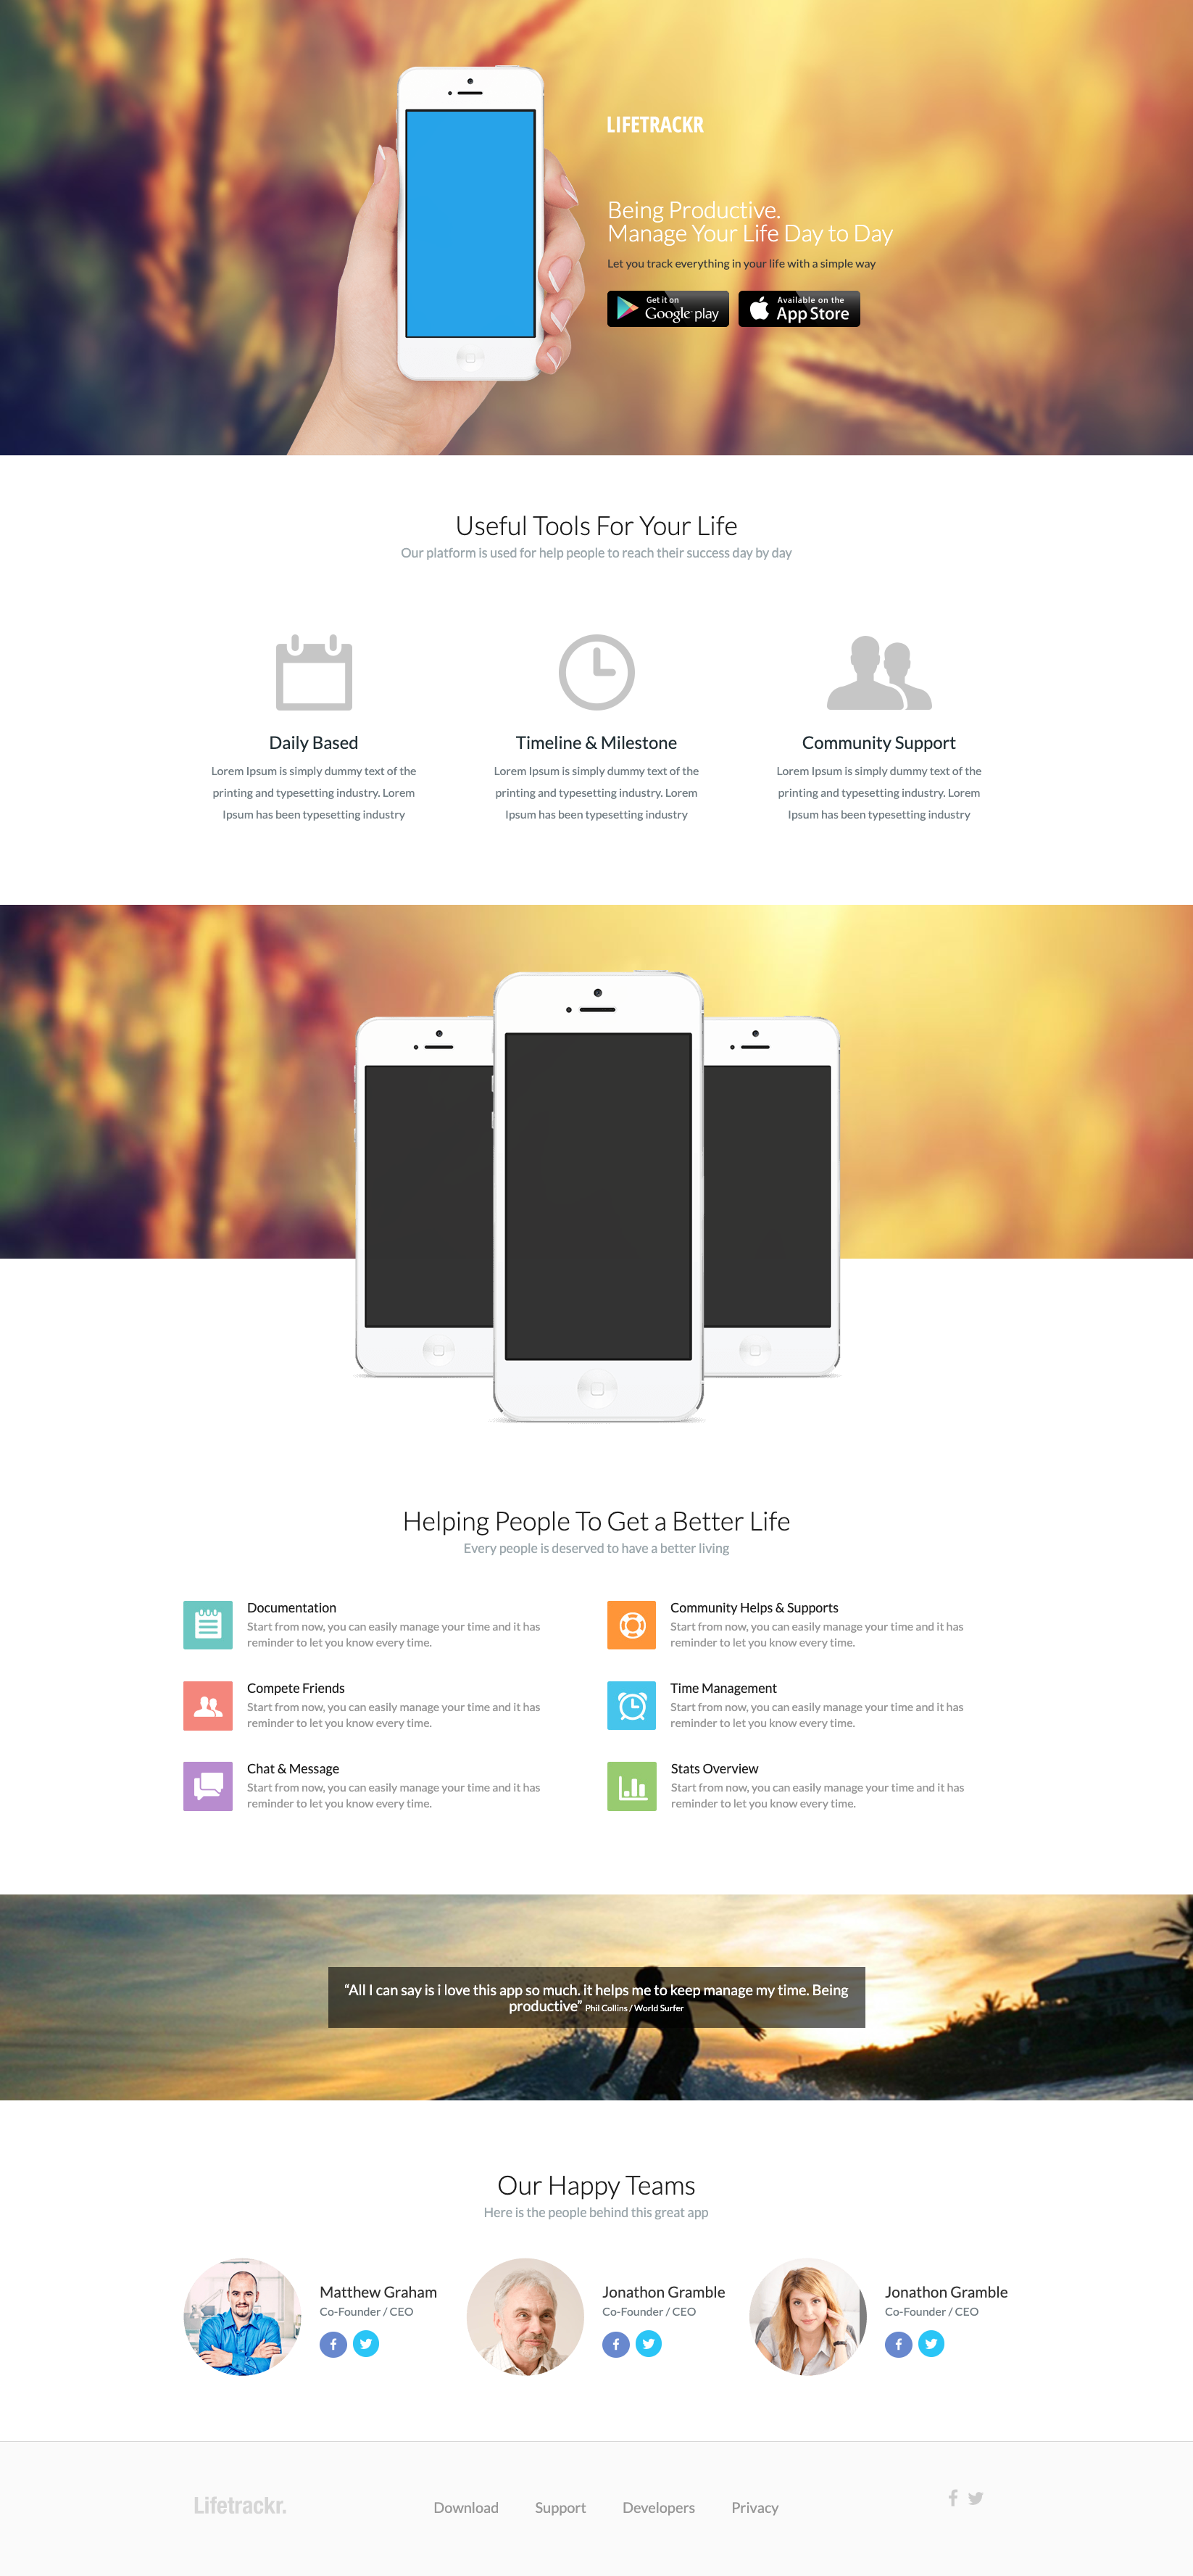 LIFETRACKR
Being Productive.
Manage Your Life Day to Day
Let you track everything in your life with a simple way
Get it on
Google play
Available on the
App Store
Useful Tools For Your Life
Our platform is used for help people to reach their success day by day
Daily Based
Lorem Ipsum is simply dummy text of the
printing and typesetting industry. Lorem
Ipsum has been typesetting industry
Timeline & Milestone
Lorem Ipsum is simply dummy text of the
printing and typesetting industry. Lorem
Ipsum has been typesetting industry
Community Support
Lorem Ipsum is simply dummy text of the
printing and typesetting industry. Lorem
Ipsum has been typesetting industry
Helping People To Get a Better Life
Every people is deserved to have a better living
Documentation
Start from now, you can easily manage your time and it has
reminder to let you know every time.
Community Helps & Supports
Start from now, you can easily manage your time and it has
reminder to let you know every time.
Compete Friends
Start from now, you can easily manage your time and it has
reminder to let you know every time.
Time Management
Start from now, you can easily manage your time and it has
reminder to let you know every time.
Chat & Message
Start from now, you can easily manage your time and it has
reminder to let you know every time.
Stats Overview
Start from now, you can easily manage your time and it has
reminder to let you know every time.
“All I can say is i love this app so much. it helps me to keep manage my time. Being
productive” Phil Collins / World Surfer
Our Happy Teams
Here is the people behind this great app
Matthew Graham
Co-Founder / CEO
Jonathon Gramble
Co-Founder / CEO
Jonathon Gramble
Co-Founder / CEO
Lifetrackr.
Download Support Developers Privacy